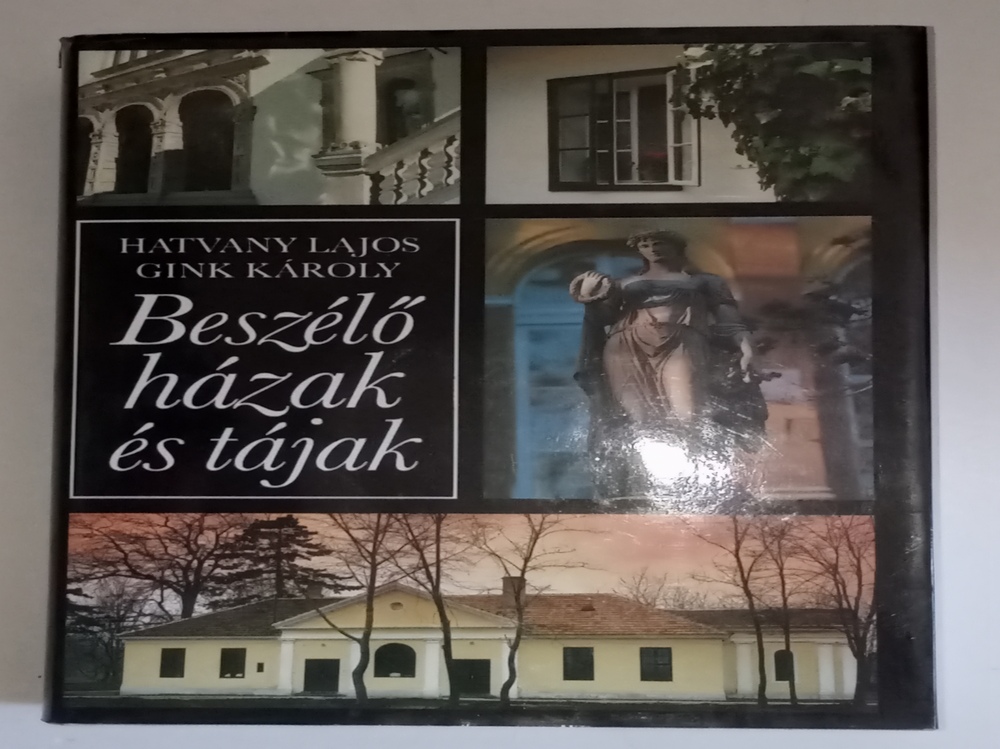 HATVANY LAJOS
GINK KÁROLY
Beszélő
házak
és tájak